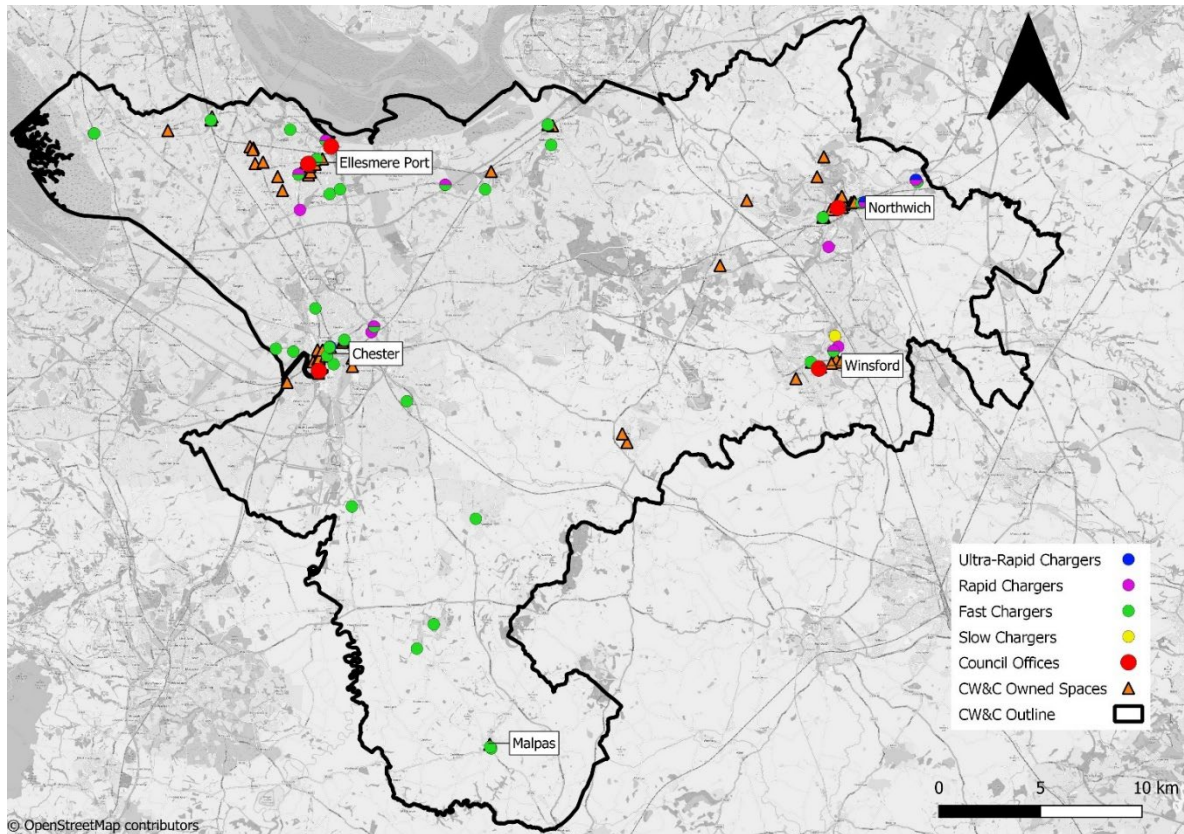 Ellesmere Port
Northwich
Chester
Winsford
Malpas
Ultra-Rapid Chargers
Rapid Chargers
Fast Chargers
Slow Chargers
Council Offices
CW&C Owned Spaces
CW&C Outline
0 5 10 km
© OpenStreetMap contributors